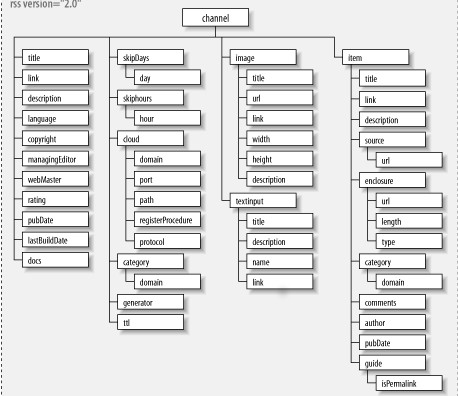 rss version="2.0"
channel
title
link
description
language
copyright
managingEditor
webMaster
rating
pubDate
lastBuildDate
docs
skipDays
day
skiphours
hour
cloud
domain
port
path
registerProcedure
protocol
category
domain
generator
ttl
image
title
url
link
width
height
description
textinput
title
description
name
link
item
title
link
description
source
url
enclosure
url
length
type
category
domain
comments
author
pubDate
guide
isPermalink